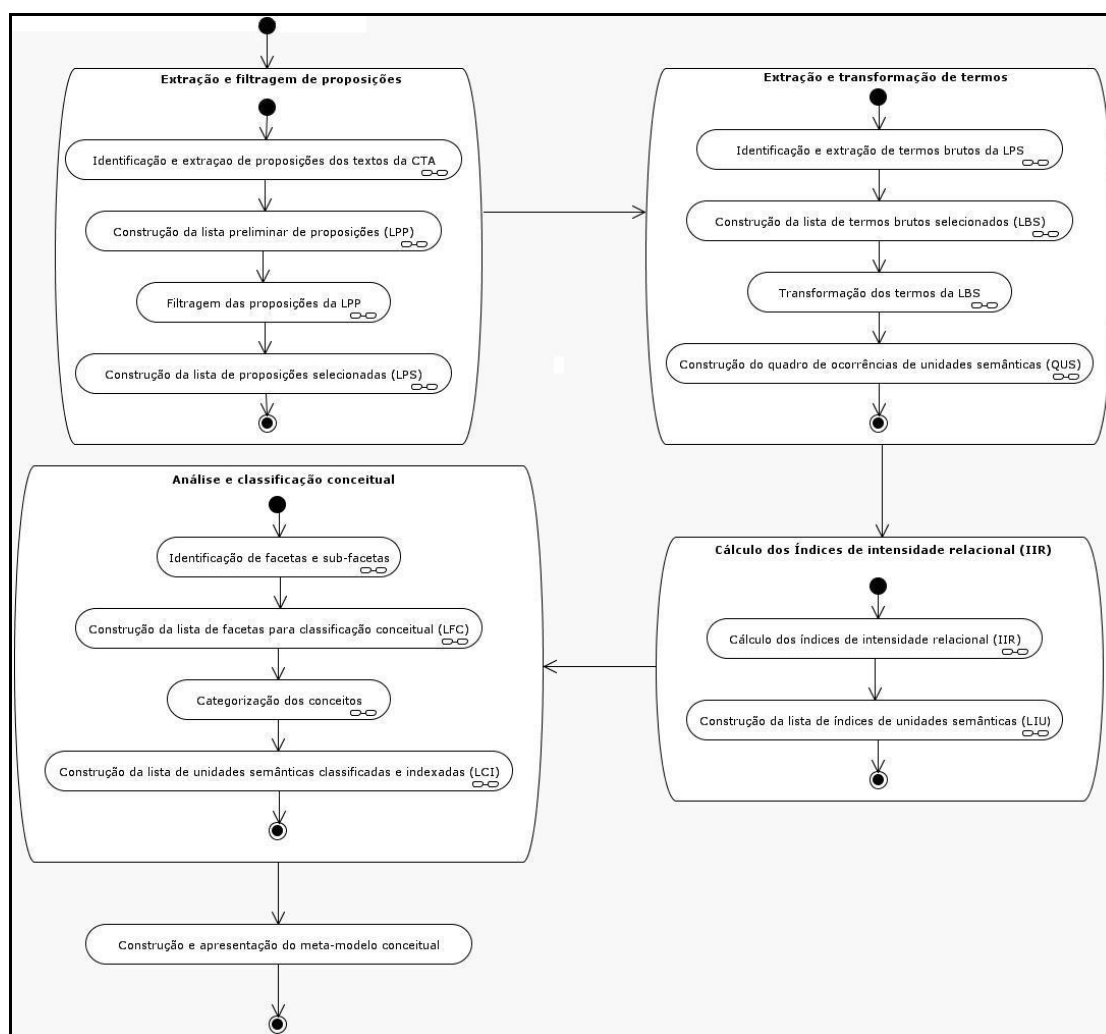 Extração e filtragem de proposições
Identificação e extraçao de proposições dos textos da CTA
Construção da lista preliminar de proposições (LPP)
Filtragem das proposições da LPP
Construção da lista de proposições selecionadas (LPS)
Extração e transformação de termos
Identificação e extração de termos brutos da LPS
Construção da lista de termos brutos selecionados (LBS)
Transformação dos termos da LBS
Construção do quadro de ocorrências de unidades semânticas (QUS)
Cálculo dos Índices de intensidade relacional (IIR)
Cálculo dos índices de intensidade relacional (IIR)
Construção da lista de índices de unidades semânticas (LIU)
Análise e classificação conceitual
Identificação de facetas e sub-facetas
Construção da lista de facetas para classificação conceitual (LFC)
Categorização dos conceitos
Construção da lista de unidades semânticas classificadas e indexadas (LCI)
Construção e apresentação do meta-modelo conceitual